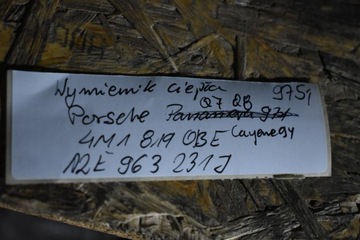 Wymiennik ciepła 9751
Q7 Q8
Porsche Panamera 971
4M1 819 0BE Cayenne 9Y
N2E 963 231J